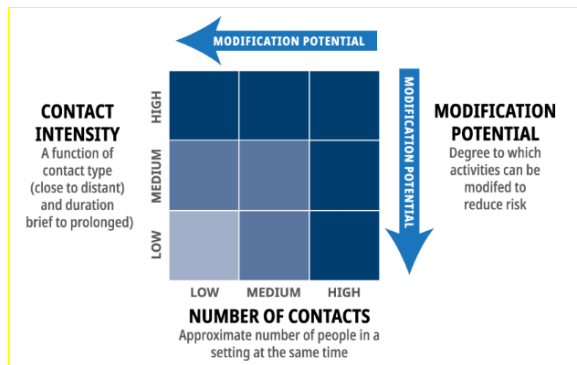 MODIFICATION POTENTIAL
CONTACT
INTENSITY
A function of
contact type
(close to distant)
and duration
brief to prolonged)
HIGH
MEDIUM
LOW
MODIFICATION POTENTIAL
MODIFICATION
POTENTIAL
Degree to which
activities can be
modifed to
reduce risk
LOW MEDIUM HIGH
NUMBER OF CONTACTS
Approximate number of people in a
setting at the same time